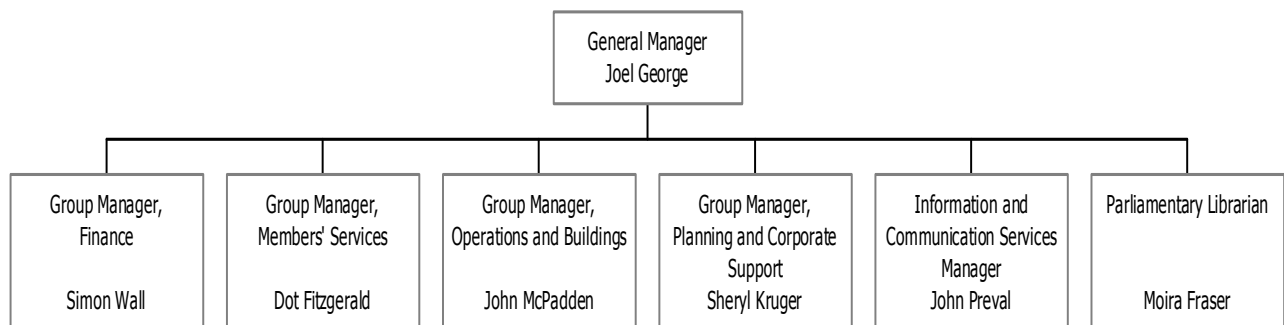 General Manager
Joel George
Group Manager,
Finance
Simon Wall
Group Manager,
Members' Services
Dot Fitzgerald
Group Manager,
Operations and Buildings
John McPadden
Group Manager,
Planning and Corporate
Support
Sheryl Kruger
Information and
Communication Services
Manager
John Preval
Parliamentary Librarian
Moira Fraser